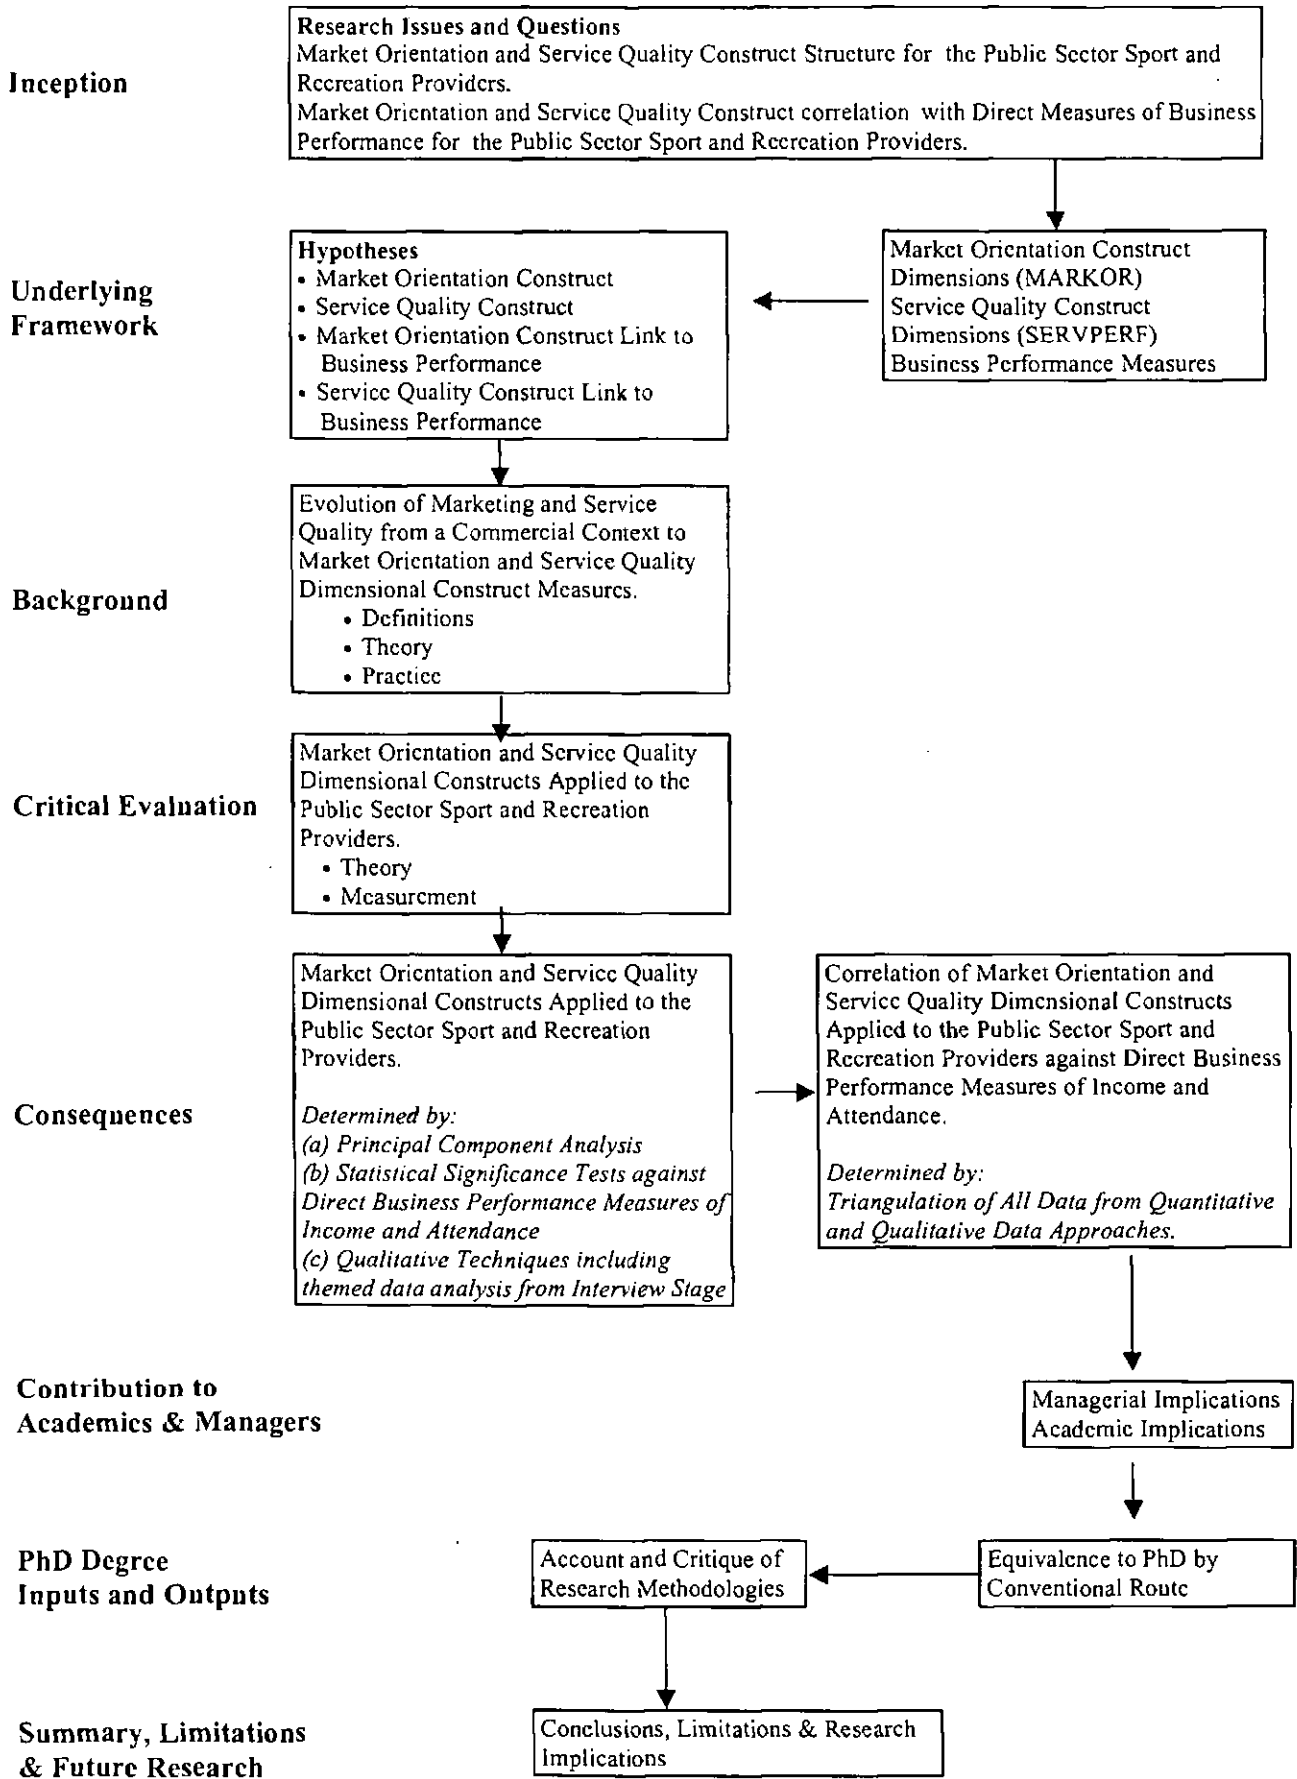 Inception
Research Issues and Questions
Market Orientation and Service Quality Construct Structure for the Public Sector Sport and
Recreation Providers.
Market Orientation and Service Quality Construct correlation with Direct Measures of Business
Performance for the Public Sector Sport and Recreation Providers.
Underlying
Framework
Hypotheses
• Market Orientation Construct
• Service Quality Construct
• Market Orientation Construct Link to
Business Performance
• Service Quality Construct Link to
Business Performance
Market Orientation Construct
Dimensions (MARKOR)
Service Quality Construct
Dimensions (SERVPERF)
Business Performance Measures
Background
Evolution of Marketing and Service
Quality from a Commercial Context to
Market Orientation and Service Quality
Dimensional Construct Measures.
• Definitions
• Theory
• Practice
Critical Evaluation
Market Orientation and Service Quality
Dimensional Constructs Applied to the
Public Sector Sport and Recreation
Providers.
• Theory
• Measurement
Consequences
Market Orientation and Service Quality
Dimensional Constructs Applied to the
Public Sector Sport and Recreation
Providers.
Determined by:
(a) Principal Component Analysis
(b) Statistical Significance Tests against
Direct Business Performance Measures of
Income and Attendance
(c) Qualitative Techniques including
themed data analysis from Interview Stage
Correlation of Market Orientation and
Service Quality Dimensional Constructs
Applied to the Public Sector Sport and
Recreation Providers against Direct Business
Performance Measures of Income and
Attendance.
Determined by:
Triangulation of All Data from Quantitative
and Qualitative Data Approaches.
Contribution to
Academics & Managers
Managerial Implications
Academic Implications
PhD Degree
Inputs and Outputs
Account and Critique of
Research Methodologies
Equivalence to PhD by
Conventional Route
Summary, Limitations
& Future Research
Conclusions, Limitations & Research
Implications